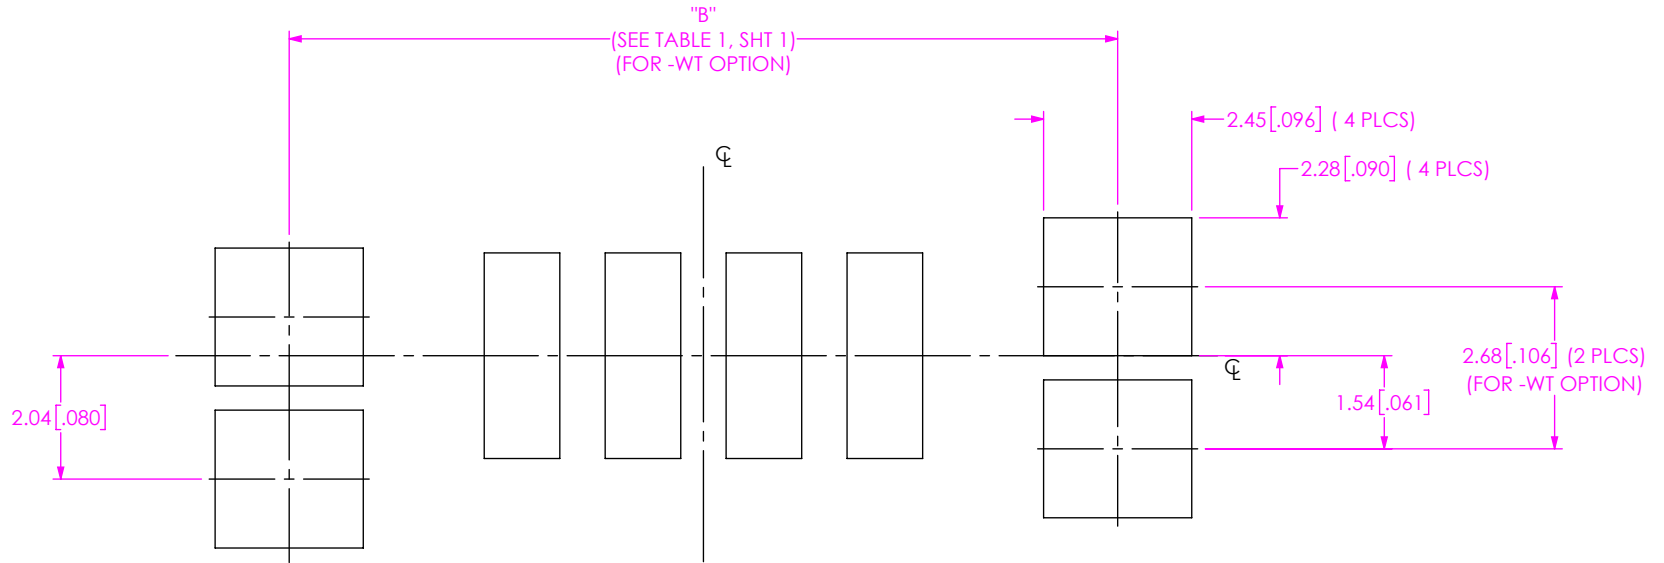 "B"
(SEE TABLE 1, SHT 1)
(FOR -WT OPTION)
2.45[.096] ( 4 PLCS)
℄
2.28[.090] ( 4 PLCS)
2.68[.106] (2 PLCS)
(FOR -WT OPTION)
℄
1.54[.061]
2.04[.080]